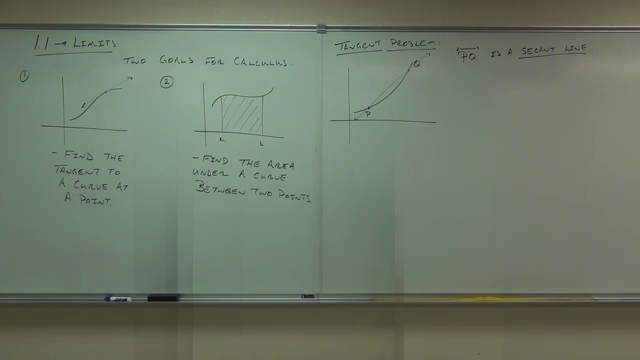 1.1 → LIMITS
TWO GOALS FOR CALCULUS:
①
- FIND THE
TANGENT TO
A CURVE AT
A POINT.
②
a b
- FIND THE AREA
UNDER A CURVE
BETWEEN TWO POINTS
TANGENT PROBLEM:
Q
P
PQ IS A SECANT LINE.